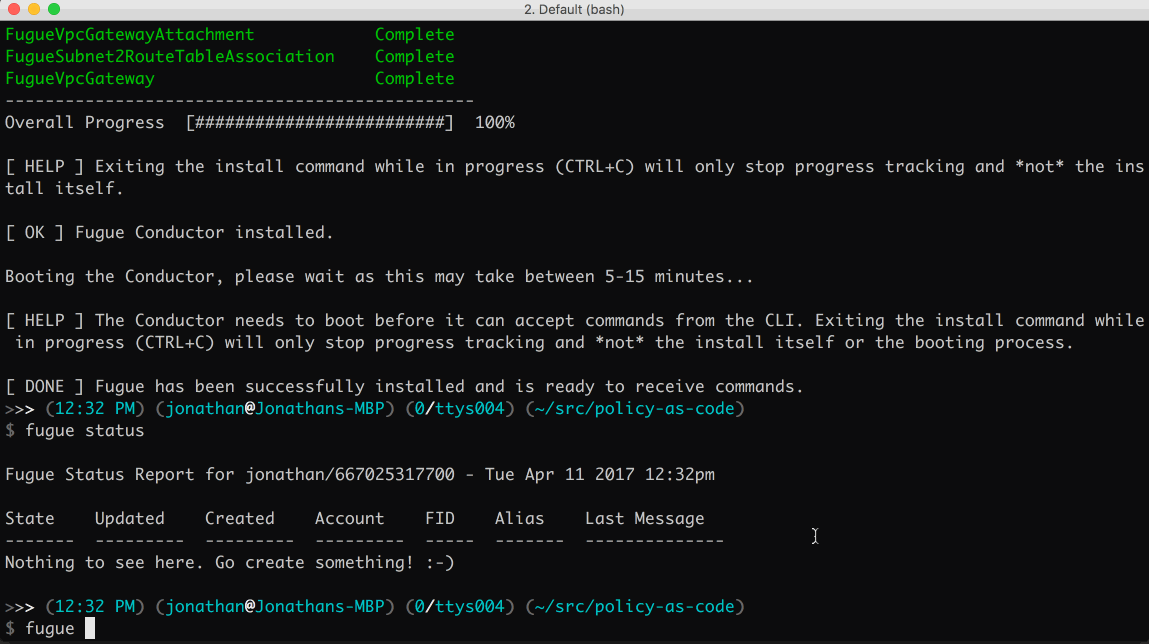 2. Default (bash)
FugueVpcGatewayAttachment            Complete
FugueSubnet2RouteTableAssociation    Complete
FugueVpcGateway                      Complete
-----------------------------------------------
Overall Progress  [#########################]  100%
[ HELP ] Exiting the install command while in progress (CTRL+C) will only stop progress tracking and *not* the ins
tall itself.
[ OK ] Fugue Conductor installed.
Booting the Conductor, please wait as this may take between 5-15 minutes...
[ HELP ] The Conductor needs to boot before it can accept commands from the CLI. Exiting the install command while
 in progress (CTRL+C) will only stop progress tracking and *not* the install itself or the booting process.
[ DONE ] Fugue has been successfully installed and is ready to receive commands.
>>> (12:32 PM) (jonathan@Jonathans-MBP) (0/ttys004) (~/src/policy-as-code)
$ fugue status
Fugue Status Report for jonathan/667025317700 - Tue Apr 11 2017 12:32pm
State    Updated    Created    Account    FID    Alias    Last Message
-------  ---------  ---------  ---------  -----  -------  --------------
Nothing to see here. Go create something! :-)
>>> (12:32 PM) (jonathan@Jonathans-MBP) (0/ttys004) (~/src/policy-as-code)
$ fugue